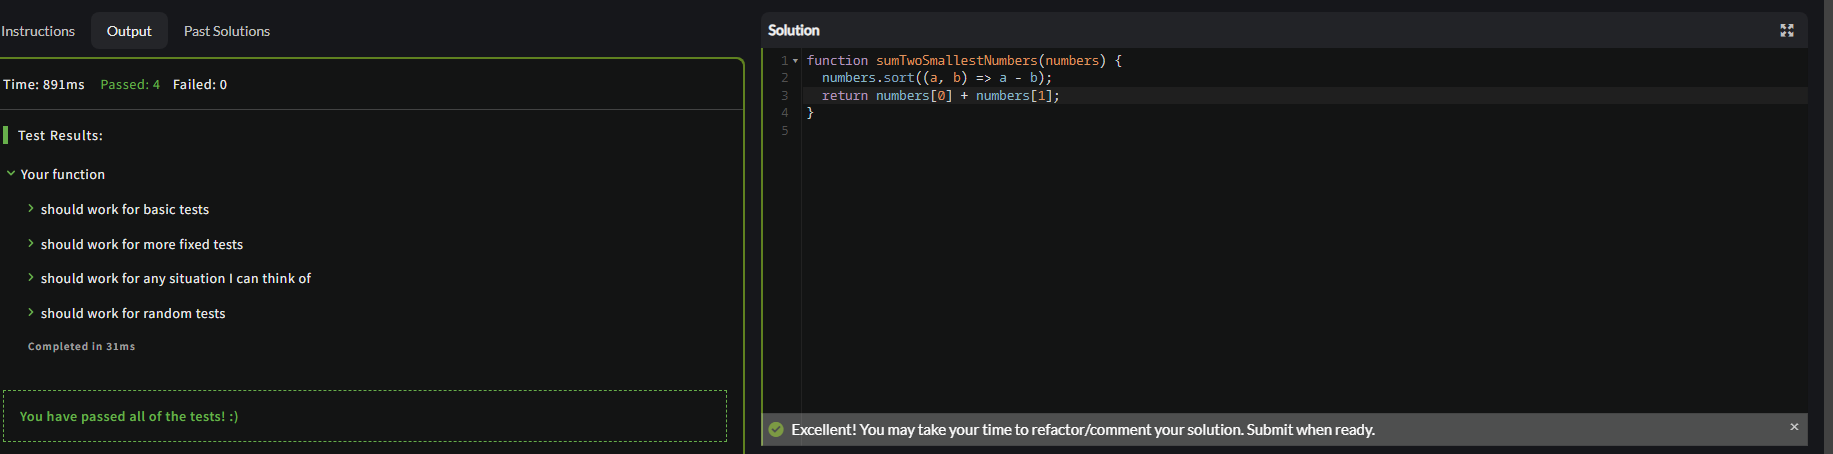 Instructions Output Past Solutions
Time: 891ms Passed: 4 Failed: 0
Test Results:
Your function
should work for basic tests
should work for more fixed tests
should work for any situation I can think of
should work for random tests
Completed in 31ms
You have passed all of the tests! :)
Solution
1 function sumTwoSmallestNumbers(numbers) {
2 numbers.sort((a, b) => a - b);
3 return numbers[0] + numbers[1];
4 }
5
Excellent! You may take your time to refactor/comment your solution. Submit when ready.